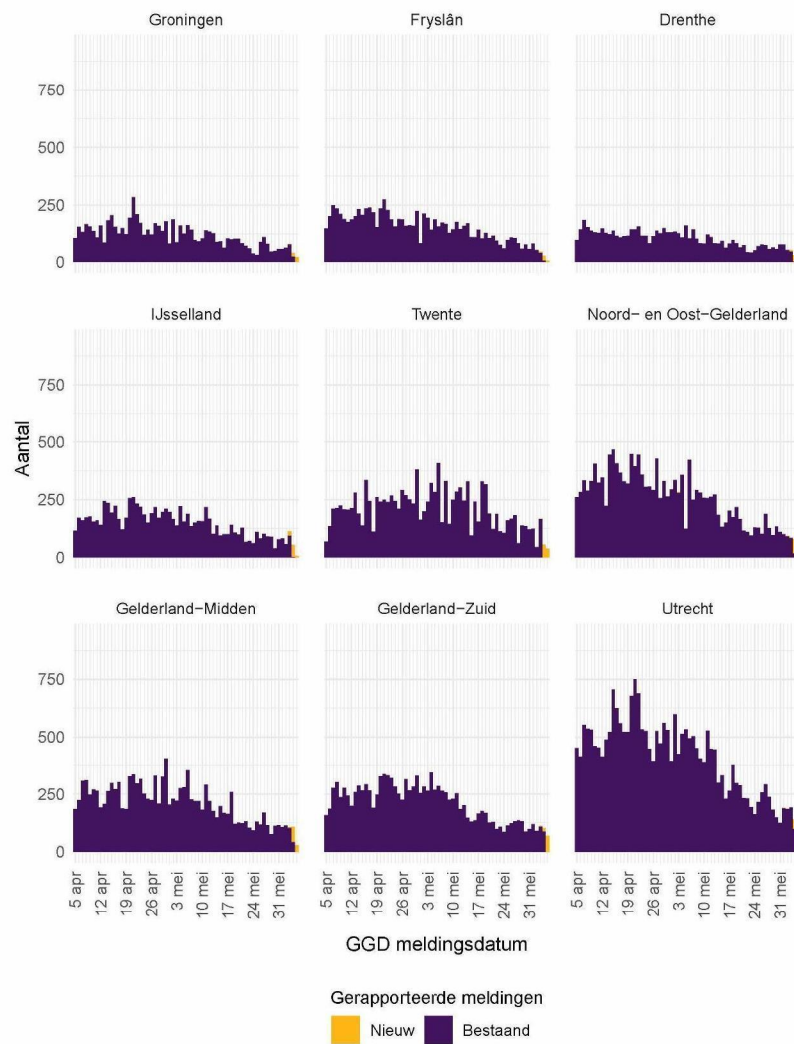 Groningen
Fryslân
Drenthe
750
500
250
0
IJsselland
Twente
Noord- en Oost-Gelderland
750
500
250
0
Aantal
Gelderland-Midden
Gelderland-Zuid
Utrecht
750
500
250
0
5 apr
12 apr
19 apr
26 apr
3 mei
10 mei
17 mei
24 mei
31 mei
5 apr
12 apr
19 apr
26 apr
3 mei
10 mei
17 mei
24 mei
31 mei
5 apr
12 apr
19 apr
26 apr
3 mei
10 mei
17 mei
24 mei
31 mei
GGD meldingsdatum
Gerapporteerde meldingen
Nieuw
Bestaand